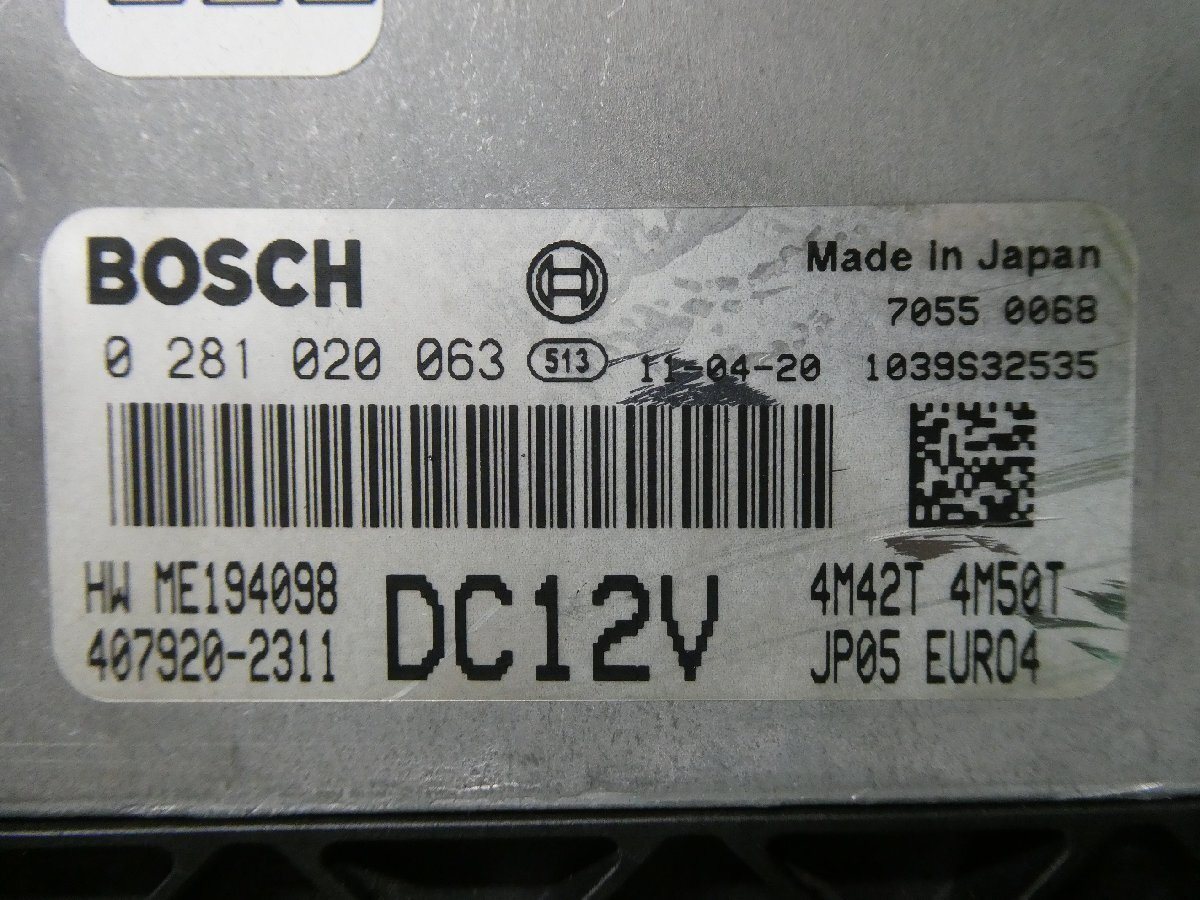 BOSCH
Made in Japan
7055 0068
0 281 020 063 513 11-04-20 1039S32535
HW ME194098
407920-2311
DC12V
4M42T 4M50T
JP05 EURO4